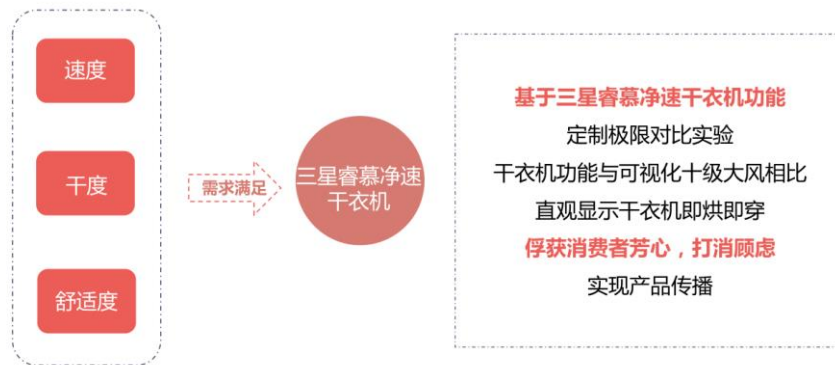 速度
干度
舒适度
需求满足
三星睿慕净速
干衣机
基于三星睿慕净速干衣机功能
定制极限对比实验
干衣机功能与可视化十级大风相比
直观显示干衣机即烘即穿
俘获消费者芳心，打消顾虑
实现产品传播